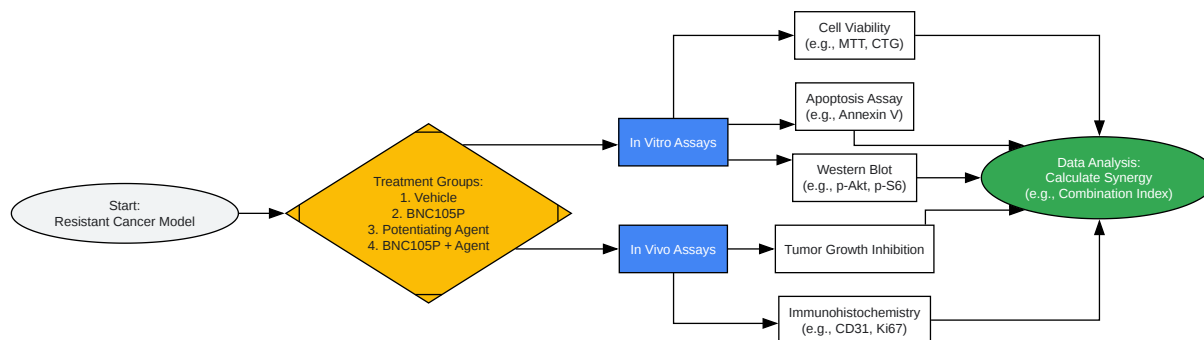 Start:
Resistant Cancer Model
Treatment Groups:
1. Vehicle
2. BNC105P
3. Potentiating Agent
4. BNC105P + Agent
In Vitro Assays
In Vivo Assays
Cell Viability
(e.g., MTT, CTG)
Apoptosis Assay
(e.g., Annexin V)
Western Blot
(e.g., p-Akt, p-S6)
Tumor Growth Inhibition
Immunohistochemistry
(e.g., CD31, Ki67)
Data Analysis:
Calculate Synergy
(e.g., Combination Index)